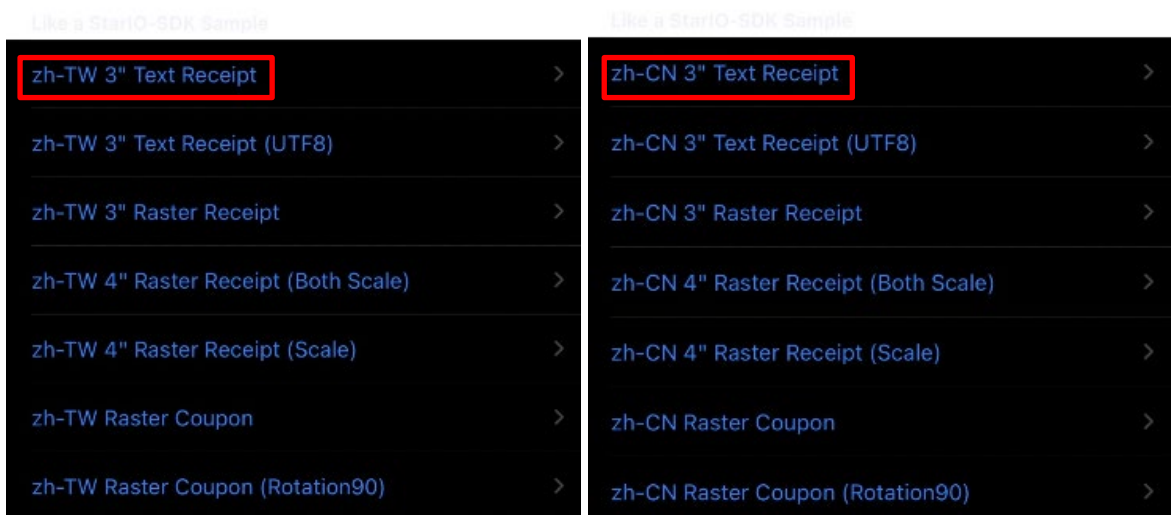 Like a StarIO-SDK Sample
zh-TW 3" Text Receipt
zh-TW 3" Text Receipt (UTF8)
zh-TW 3" Raster Receipt
zh-TW 4" Raster Receipt (Both Scale)
zh-TW 4" Raster Receipt (Scale)
zh-TW Raster Coupon
zh-TW Raster Coupon (Rotation90)
Like a StarIO-SDK Sample
zh-CN 3" Text Receipt
zh-CN 3" Text Receipt (UTF8)
zh-CN 3" Raster Receipt
zh-CN 4" Raster Receipt (Both Scale)
zh-CN 4" Raster Receipt (Scale)
zh-CN Raster Coupon
zh-CN Raster Coupon (Rotation90)